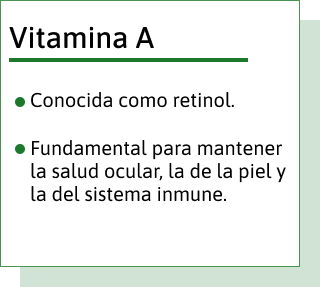 Vitamina A
Conocida como retinol.
Fundamental para mantener
la salud ocular, la de la piel y
la del sistema inmune.